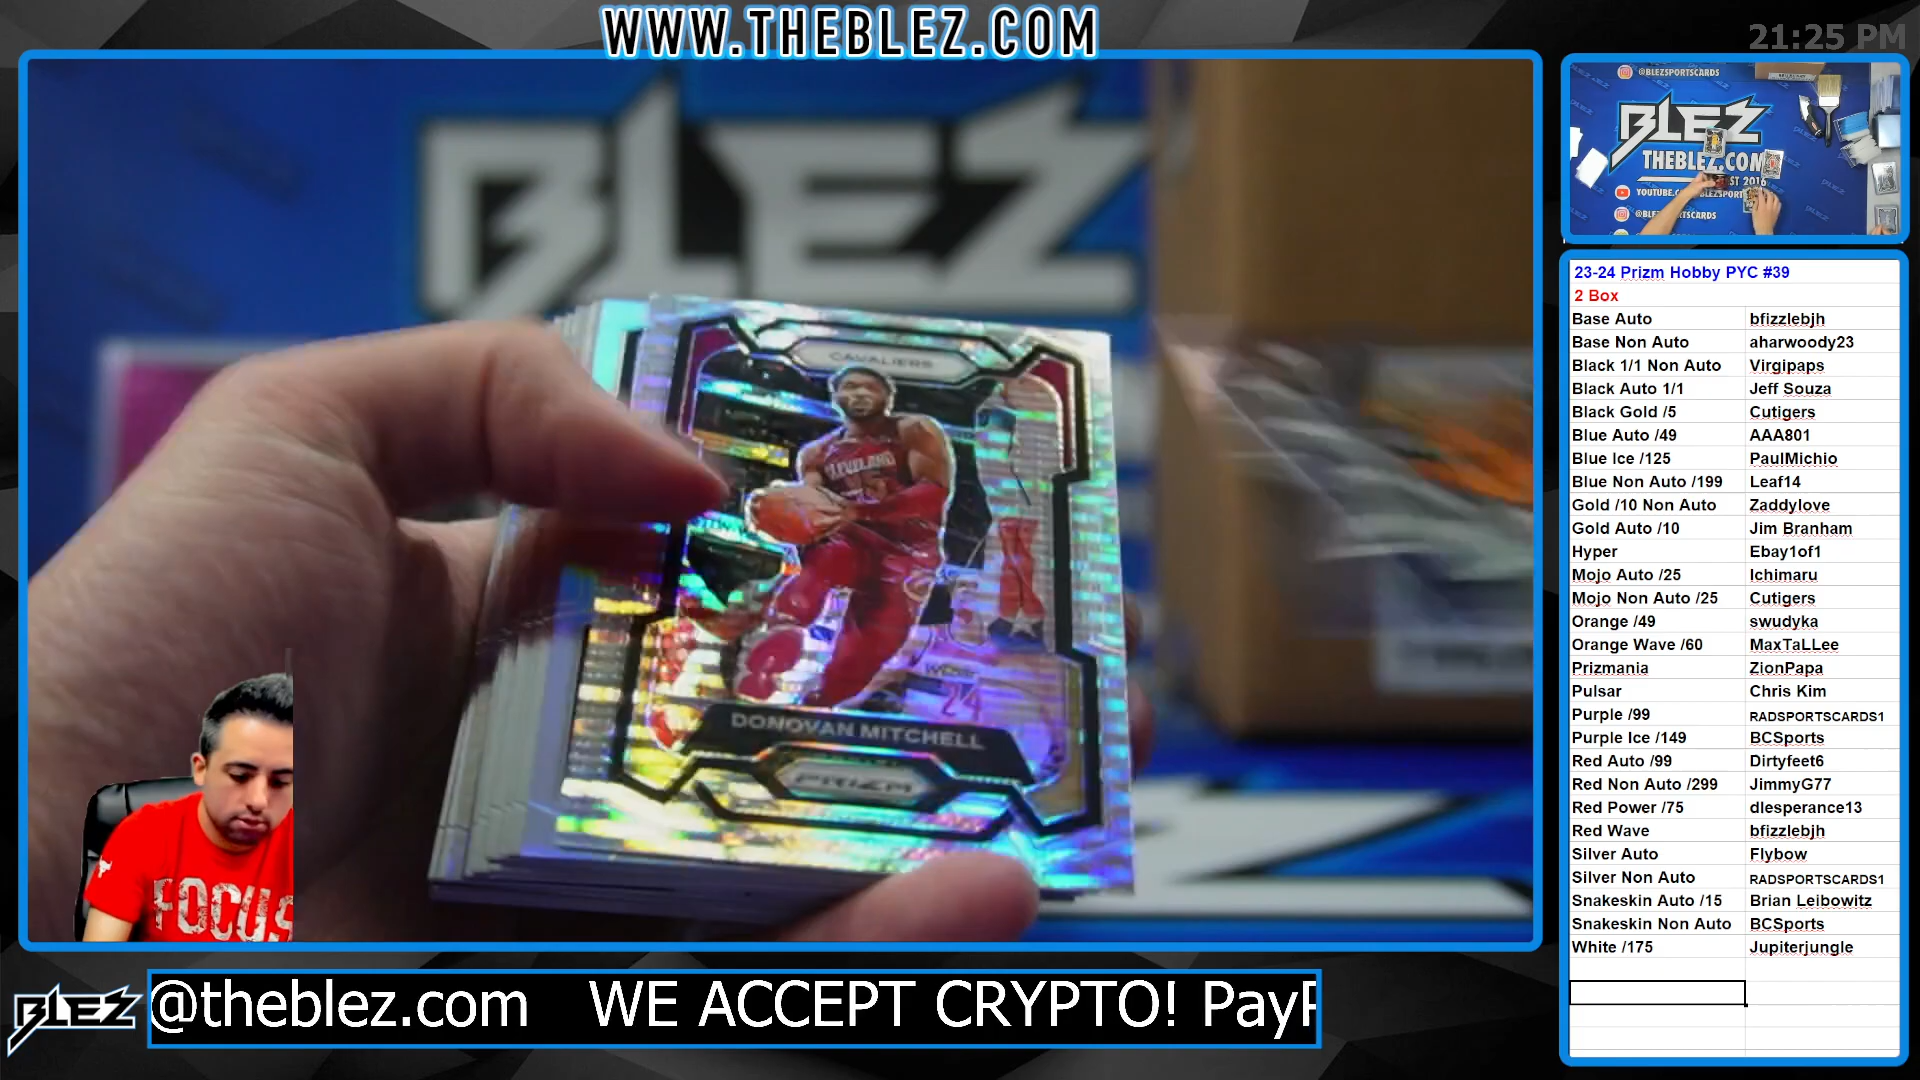 WWW.THEBLEZ.COM
21:25 PM
BLEZ
CAVALIERS
CLEVELAND
24
DONOVAN MITCHELL
PRIZM
FOCUS
@BLEZSPORTSCARDS
BLEZ
THEBLEZ.COM
EST 2016
23-24 Prizm Hobby PYC #39
2 Box
Base Auto bfizzlebjh
Base Non Auto aharwoody23
Black 1/1 Non Auto Virgipaps
Black Auto 1/1 Jeff Souza
Black Gold /5 Cutigers
Blue Auto /49 AAA801
Blue Ice /125 PaulMichio
Blue Non Auto /199 Leaf14
Gold /10 Non Auto Zaddylove
Gold Auto /10 Jim Branham
Hyper Ebay1of1
Mojo Auto /25 Ichimaru
Mojo Non Auto /25 Cutigers
Orange /49 swudyka
Orange Wave /60 MaxTaLLee
Prizmania ZionPapa
Pulsar Chris Kim
Purple /99 RADSPORTSCARDS1
Purple Ice /149 BCSports
Red Auto /99 Dirtyfeet6
Red Non Auto /299 JimmyG77
Red Power /75 dlesperance13
Red Wave bfizzlebjh
Silver Auto Flybow
Silver Non Auto RADSPORTSCARDS1
Snakeskin Auto /15 Brian Leibowitz
Snakeskin Non Auto BCSports
White /175 Jupiterjungle
BLEZ
@theblez.com WE ACCEPT CRYPTO! PayP